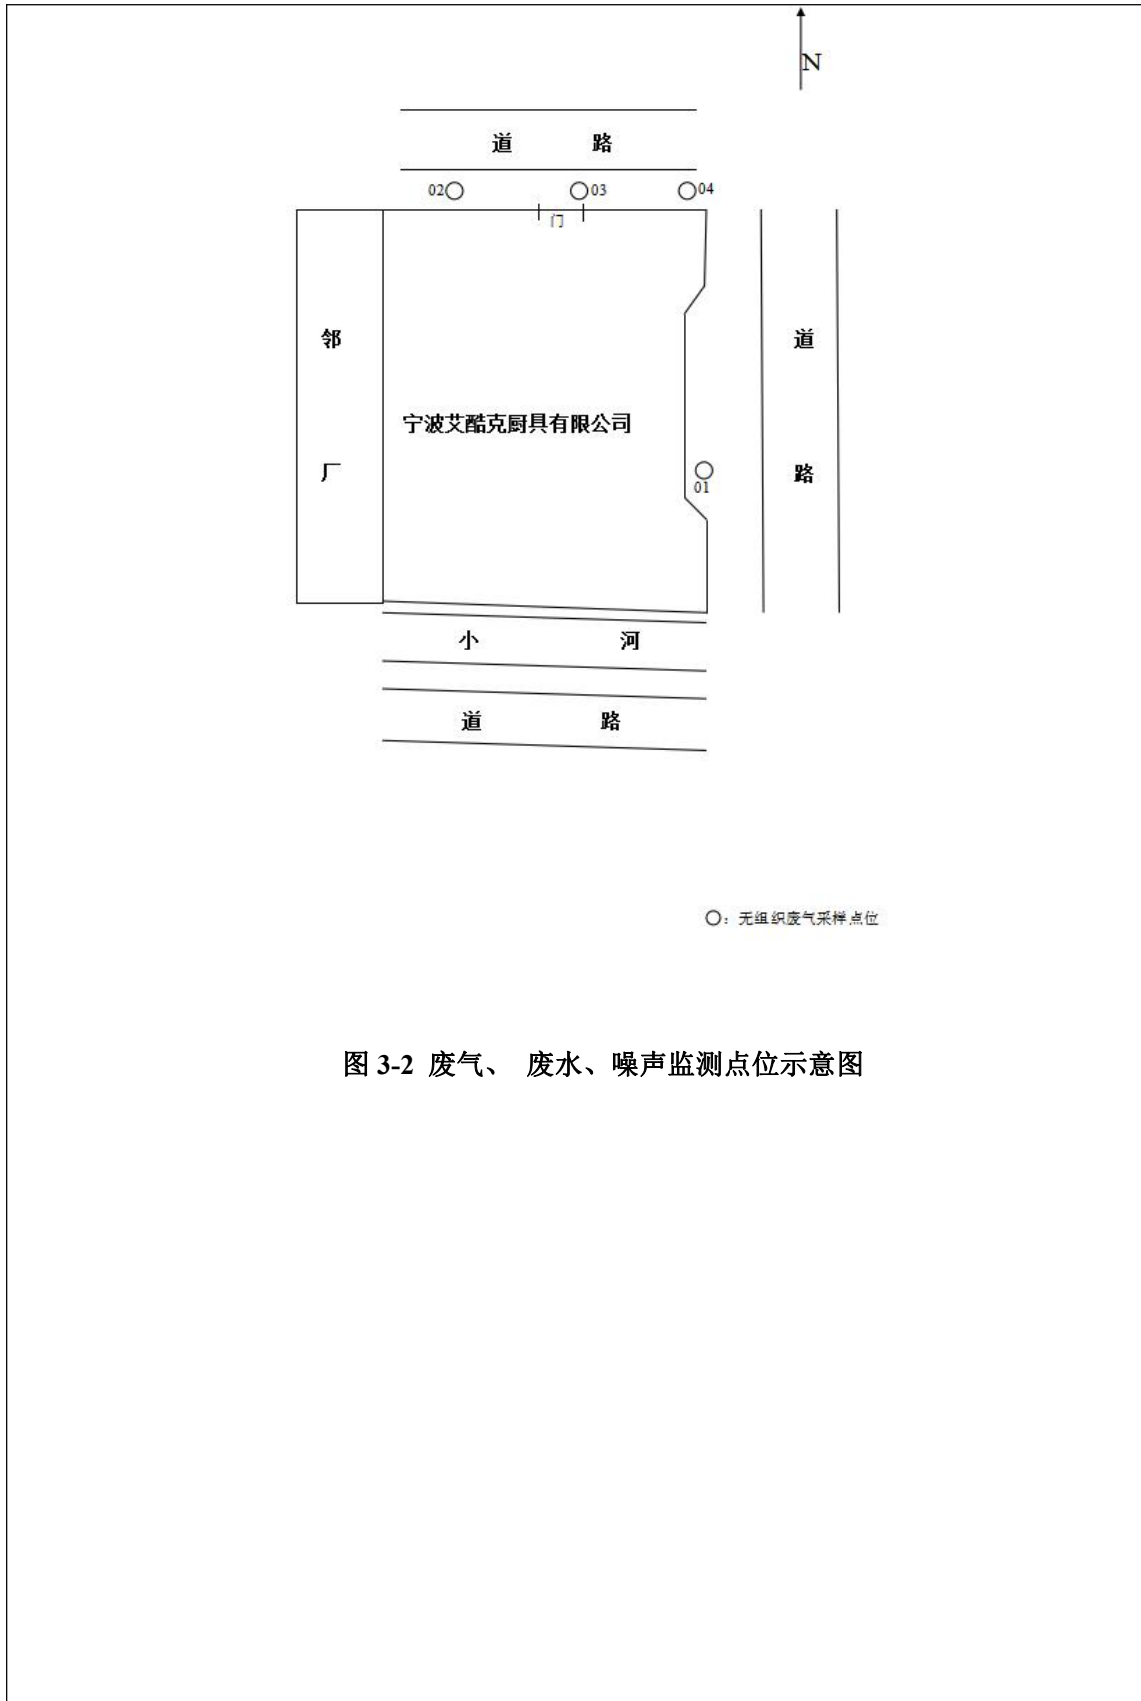 N
道 路
02 03 04
门
邻 道
宁波艾酷克厨具有限公司
厂 路
01
小 河
道 路
○：无组织废气采样点位
图 3-2 废气、 废水、噪声监测点位示意图